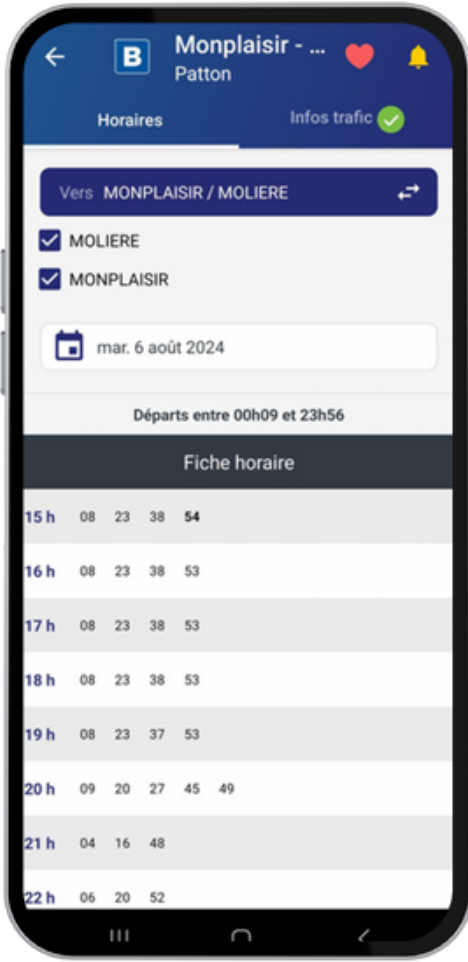 B
Monplaisir - ...
Patton
Horaires
Infos trafic
Vers MONPLAISIR / MOLIERE
MOLIERE
MONPLAISIR
mar. 6 août 2024
Départs entre 00h09 et 23h56
Fiche horaire
15 h 08 23 38 54
16 h 08 23 38 53
17 h 08 23 38 53
18 h 08 23 38 53
19 h 08 23 37 53
20 h 09 20 27 45 49
21 h 04 16 48
22 h 06 20 52